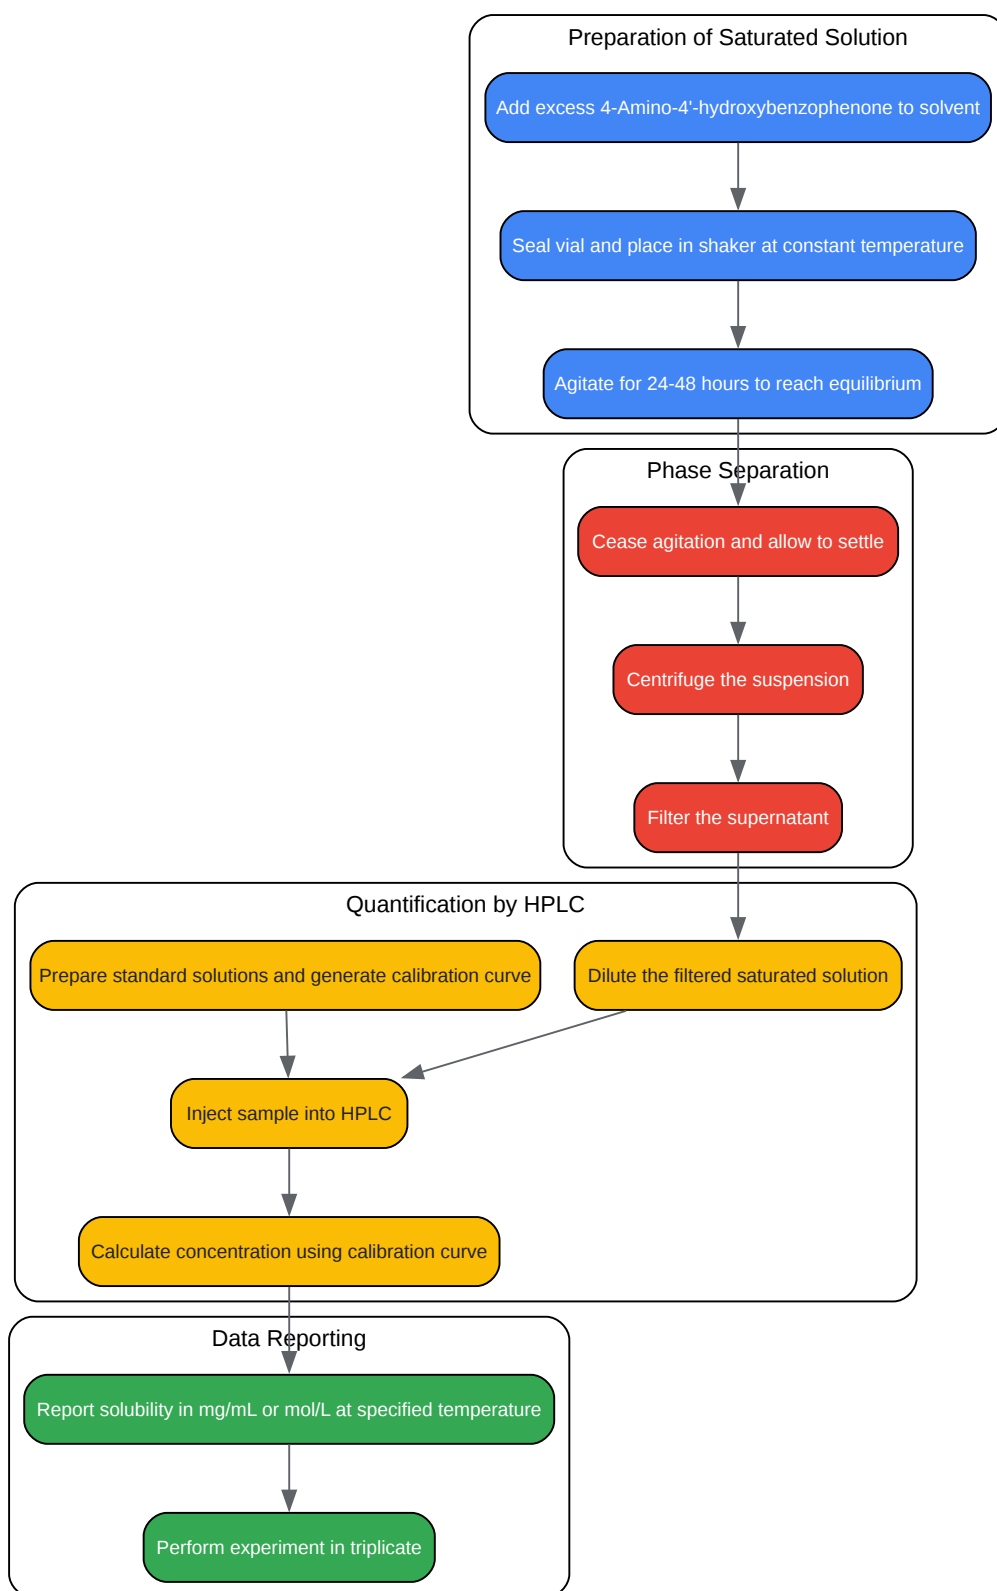 Preparation of Saturated Solution
Add excess 4-Amino-4'-hydroxybenzophenone to solvent
Seal vial and place in shaker at constant temperature
Agitate for 24-48 hours to reach equilibrium
Phase Separation
Cease agitation and allow to settle
Centrifuge the suspension
Filter the supernatant
Quantification by HPLC
Prepare standard solutions and generate calibration curve
Dilute the filtered saturated solution
Inject sample into HPLC
Calculate concentration using calibration curve
Data Reporting
Report solubility in mg/mL or mol/L at specified temperature
Perform experiment in triplicate